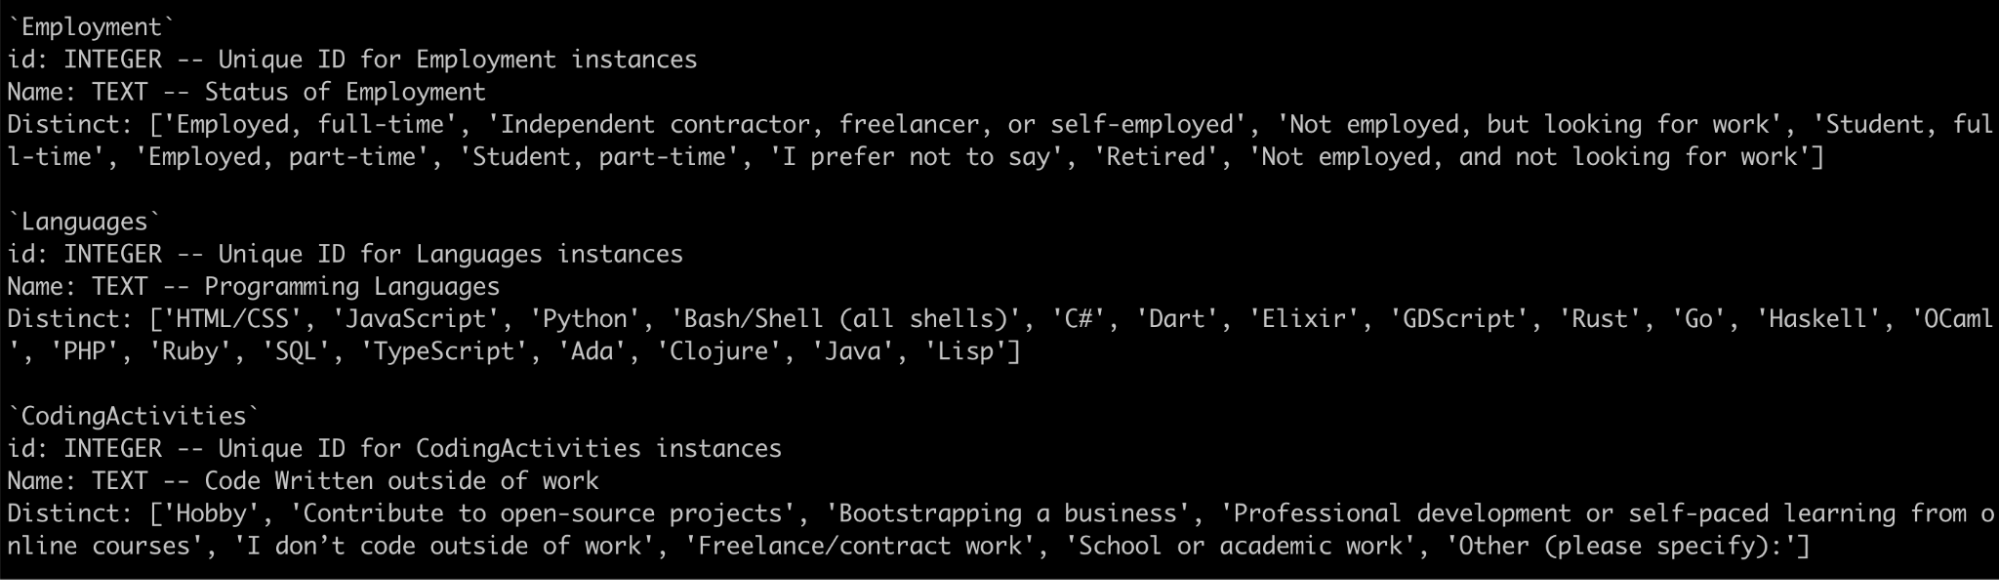 `Employment`
id: INTEGER -- Unique ID for Employment instances
Name: TEXT -- Status of Employment
Distinct: ['Employed, full-time', 'Independent contractor, freelancer, or self-employed', 'Not employed, but looking for work', 'Student, ful
l-time', 'Employed, part-time', 'Student, part-time', 'I prefer not to say', 'Retired', 'Not employed, and not looking for work']

`Languages`
id: INTEGER -- Unique ID for Languages instances
Name: TEXT -- Programming Languages
Distinct: ['HTML/CSS', 'JavaScript', 'Python', 'Bash/Shell (all shells)', 'C#', 'Dart', 'Elixir', 'GDScript', 'Rust', 'Go', 'Haskell', 'OCaml
', 'PHP', 'Ruby', 'SQL', 'TypeScript', 'Ada', 'Clojure', 'Java', 'Lisp']

`CodingActivities`
id: INTEGER -- Unique ID for CodingActivities instances
Name: TEXT -- Code Written outside of work
Distinct: ['Hobby', 'Contribute to open-source projects', 'Bootstrapping a business', 'Professional development or self-paced learning from o
nline courses', 'I don’t code outside of work', 'Freelance/contract work', 'School or academic work', 'Other (please specify):']